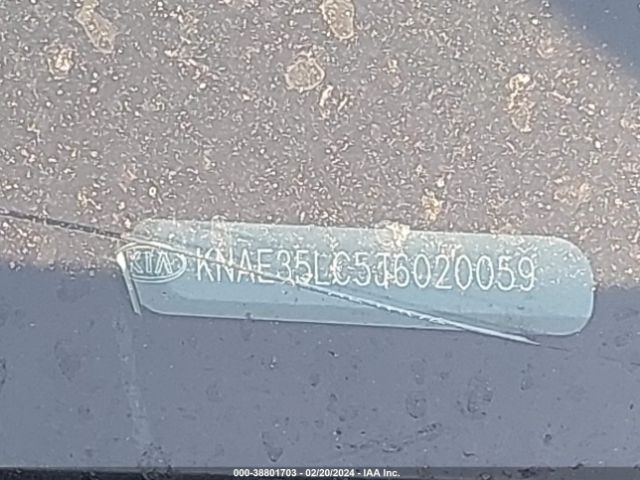 KIA KNAE35LC5J6020059
000-38801703 - 02/20/2024 - IAA Inc.